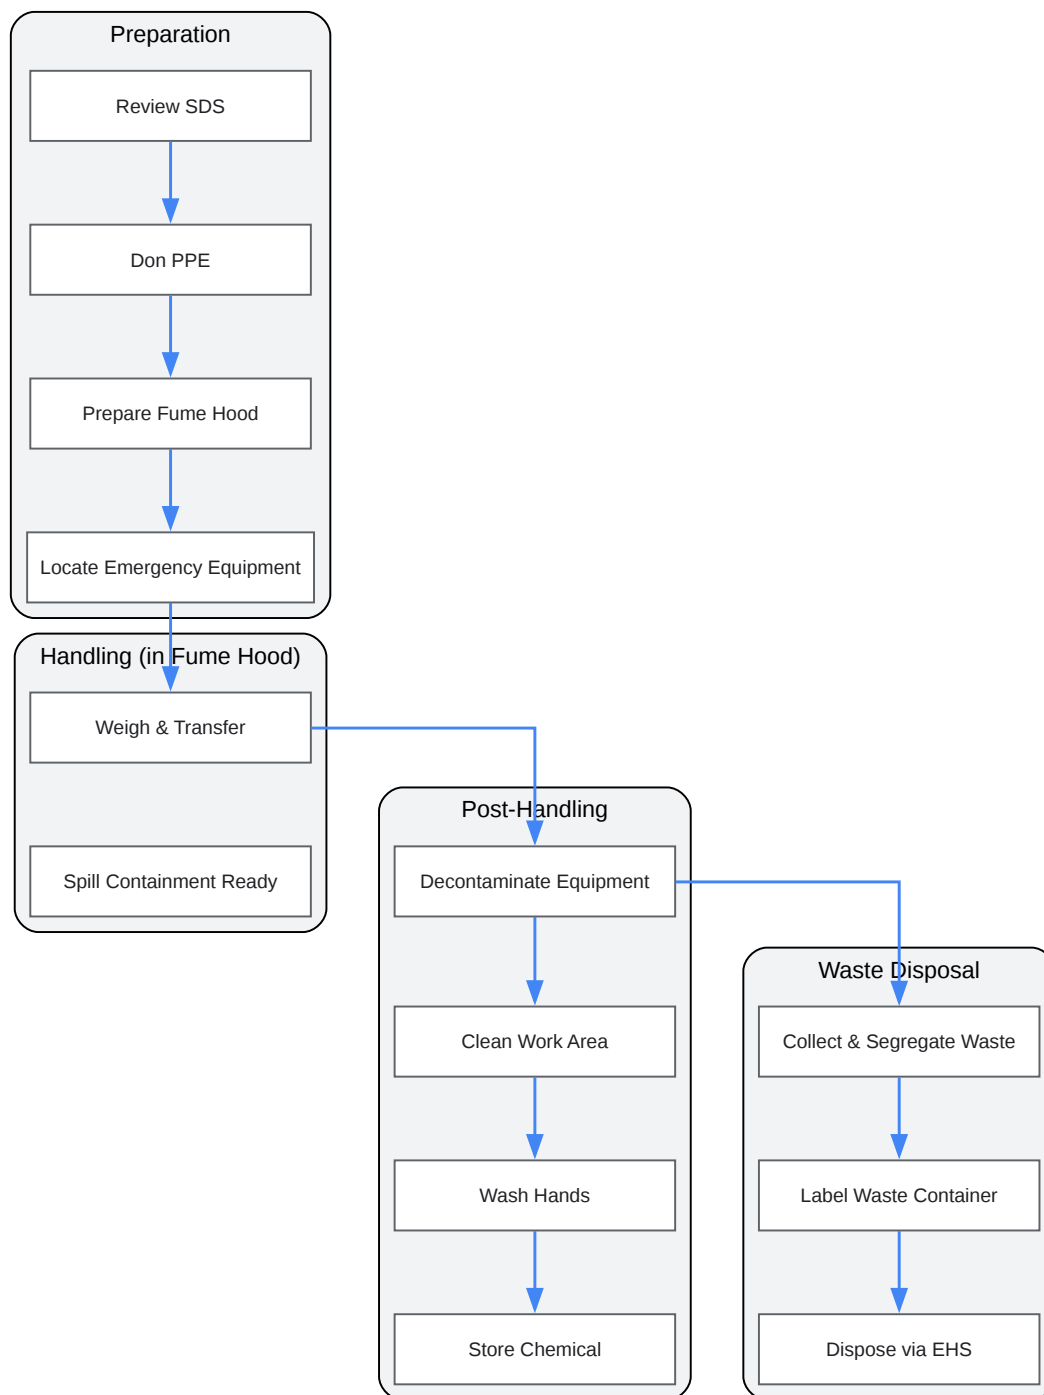 Preparation
Review SDS
Don PPE
Prepare Fume Hood
Locate Emergency Equipment
Handling (in Fume Hood)
Weigh & Transfer
Spill Containment Ready
Post-Handling
Decontaminate Equipment
Clean Work Area
Wash Hands
Store Chemical
Waste Disposal
Collect & Segregate Waste
Label Waste Container
Dispose via EHS